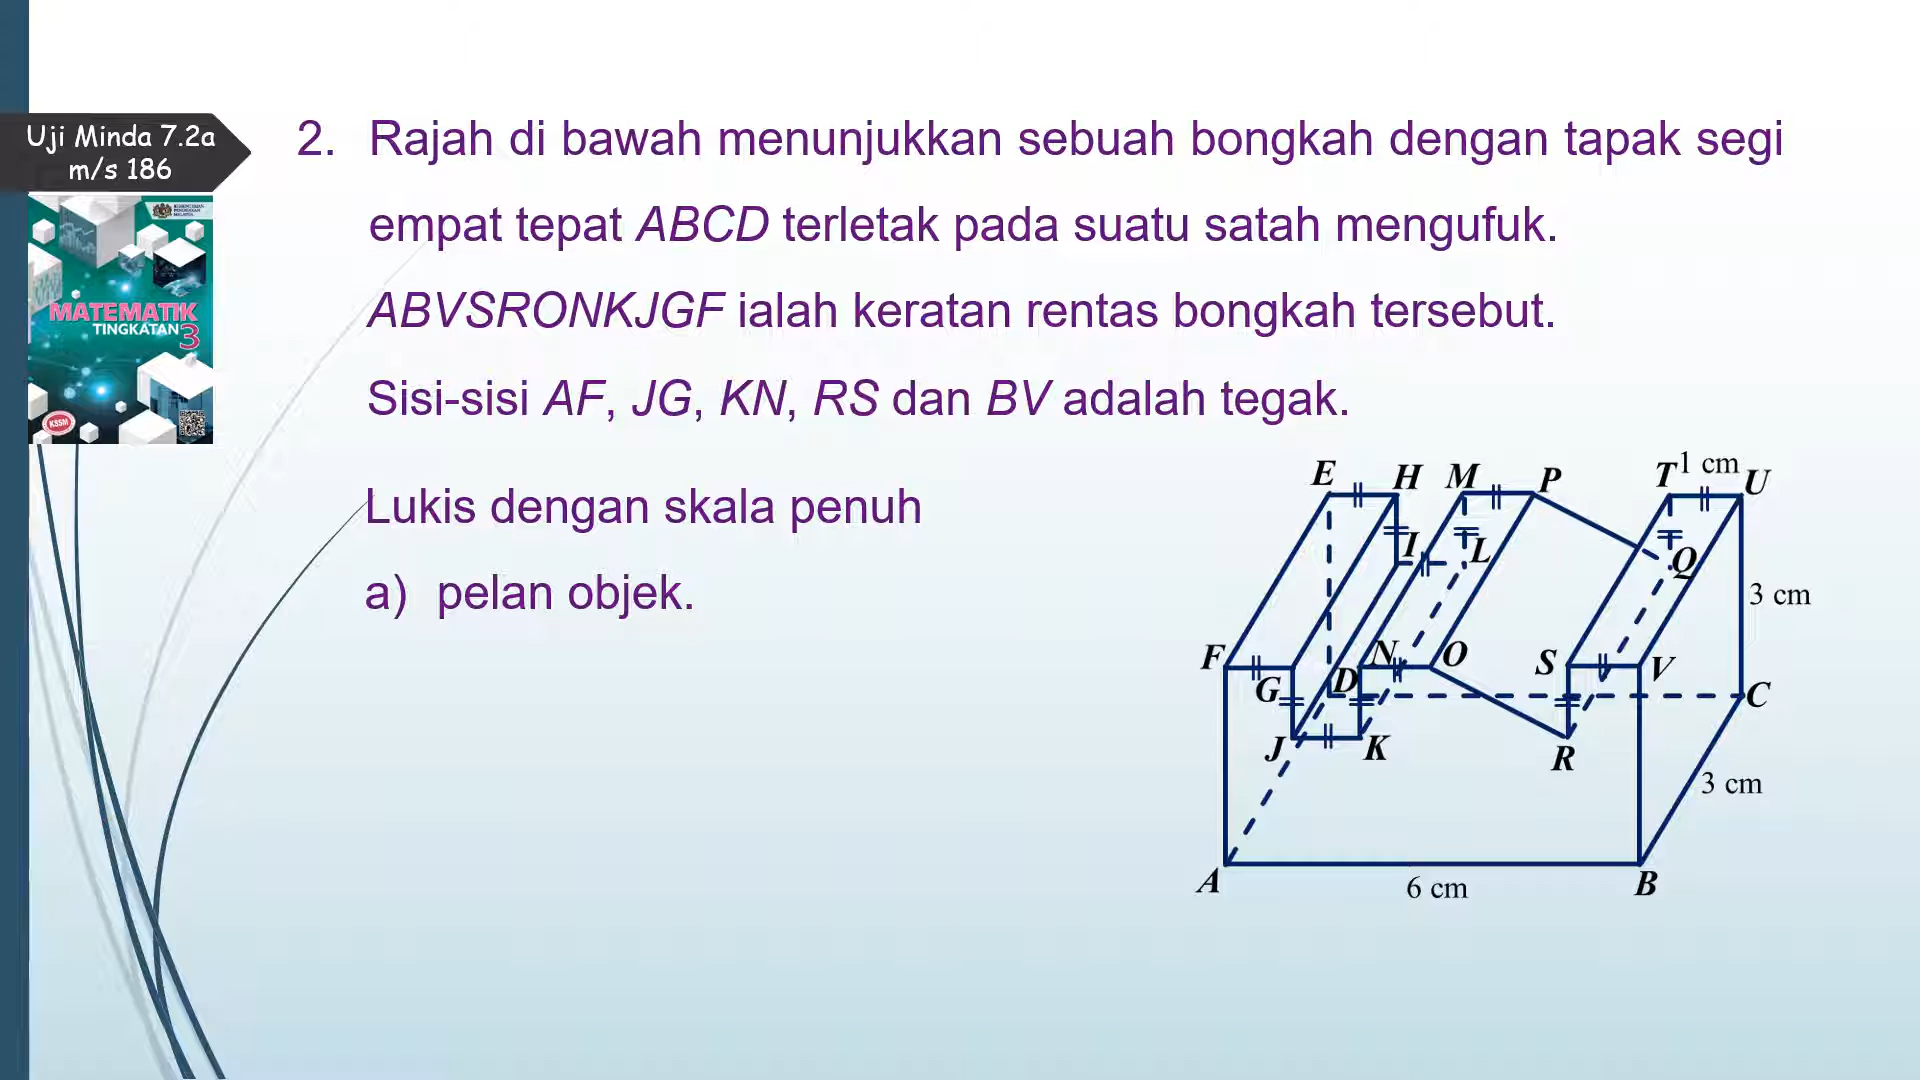 Uji Minda 7.2a
m/s 186
MATEMATIK
TINGKATAN 3
KSSM
2. Rajah di bawah menunjukkan sebuah bongkah dengan tapak segi
empat tepat ABCD terletak pada suatu satah mengufuk.
ABVSRONKJGF ialah keratan rentas bongkah tersebut.
Sisi-sisi AF, JG, KN, RS dan BV adalah tegak.
Lukis dengan skala penuh
a) pelan objek.
E H M P T 1 cm U
I L Q
3 cm
F G D N O S V C
J K R
3 cm
A 6 cm B